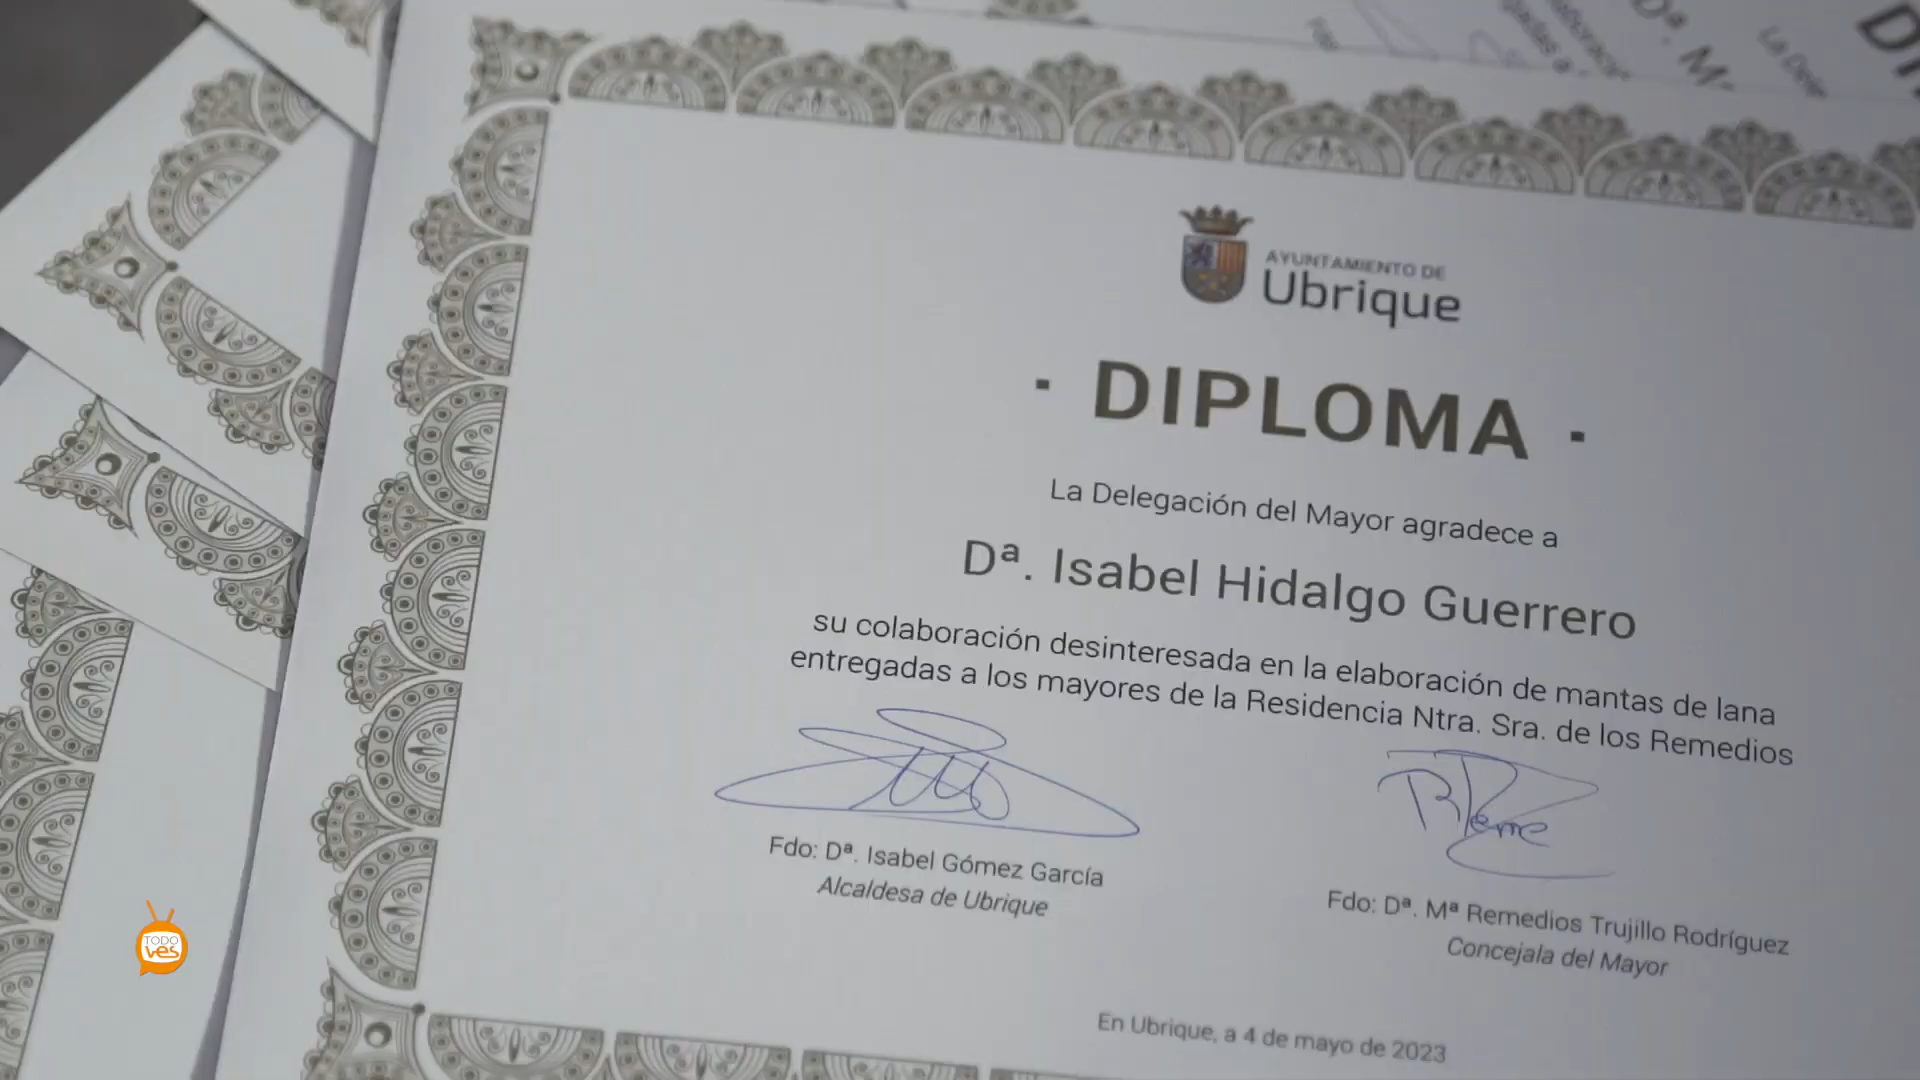 Dª. Mª
AYUNTAMIENTO DE
Ubrique
· DIPLOMA ·
La Delegación del Mayor agradece a
Dª. Isabel Hidalgo Guerrero
su colaboración desinteresada en la elaboración de mantas de lana
entregadas a los mayores de la Residencia Ntra. Sra. de los Remedios
Fdo: Dª. Isabel Gómez García
Alcaldesa de Ubrique
Fdo: Dª. Mª Remedios Trujillo Rodríguez
Concejala del Mayor
En Ubrique, a 4 de mayo de 2023
TODO
ves